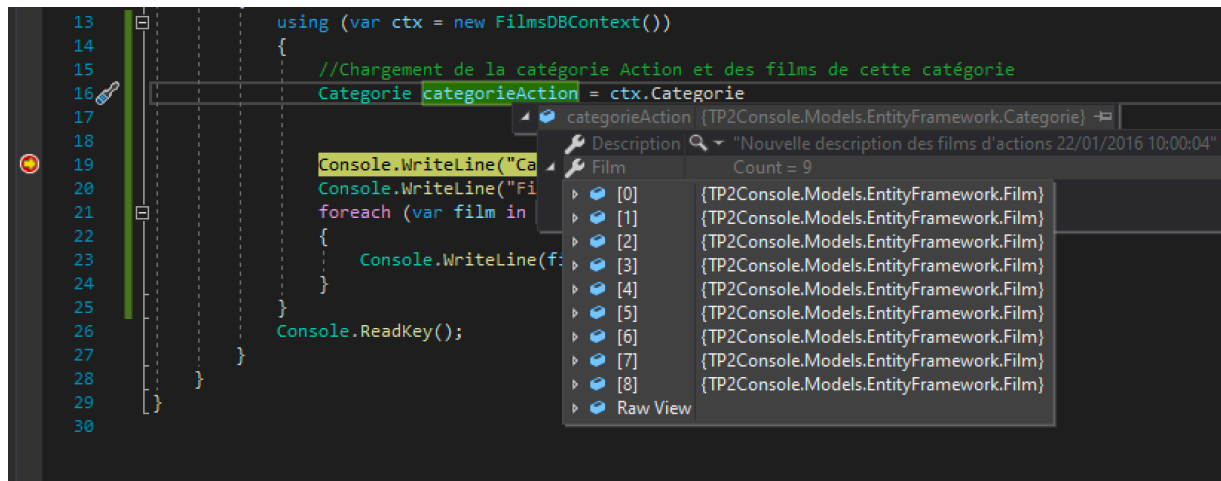 13 using (var ctx = new FilmsDBContext())
14 {
15 //Chargement de la catégorie Action et des films de cette catégorie
16 Categorie categorieAction = ctx.Categorie
17 categorieAction {TP2Console.Models.EntityFramework.Categorie}
18 Description "Nouvelle description des films d'actions 22/01/2016 10:00:04"
19 Console.WriteLine("Ca Film Count = 9
20 Console.WriteLine("Fi [0] {TP2Console.Models.EntityFramework.Film}
21 foreach (var film in [1] {TP2Console.Models.EntityFramework.Film}
22 { [2] {TP2Console.Models.EntityFramework.Film}
23 Console.WriteLine(fi [3] {TP2Console.Models.EntityFramework.Film}
24 } [4] {TP2Console.Models.EntityFramework.Film}
25 } [5] {TP2Console.Models.EntityFramework.Film}
26 Console.ReadKey(); [6] {TP2Console.Models.EntityFramework.Film}
27 } [7] {TP2Console.Models.EntityFramework.Film}
28 } [8] {TP2Console.Models.EntityFramework.Film}
29 } Raw View
30